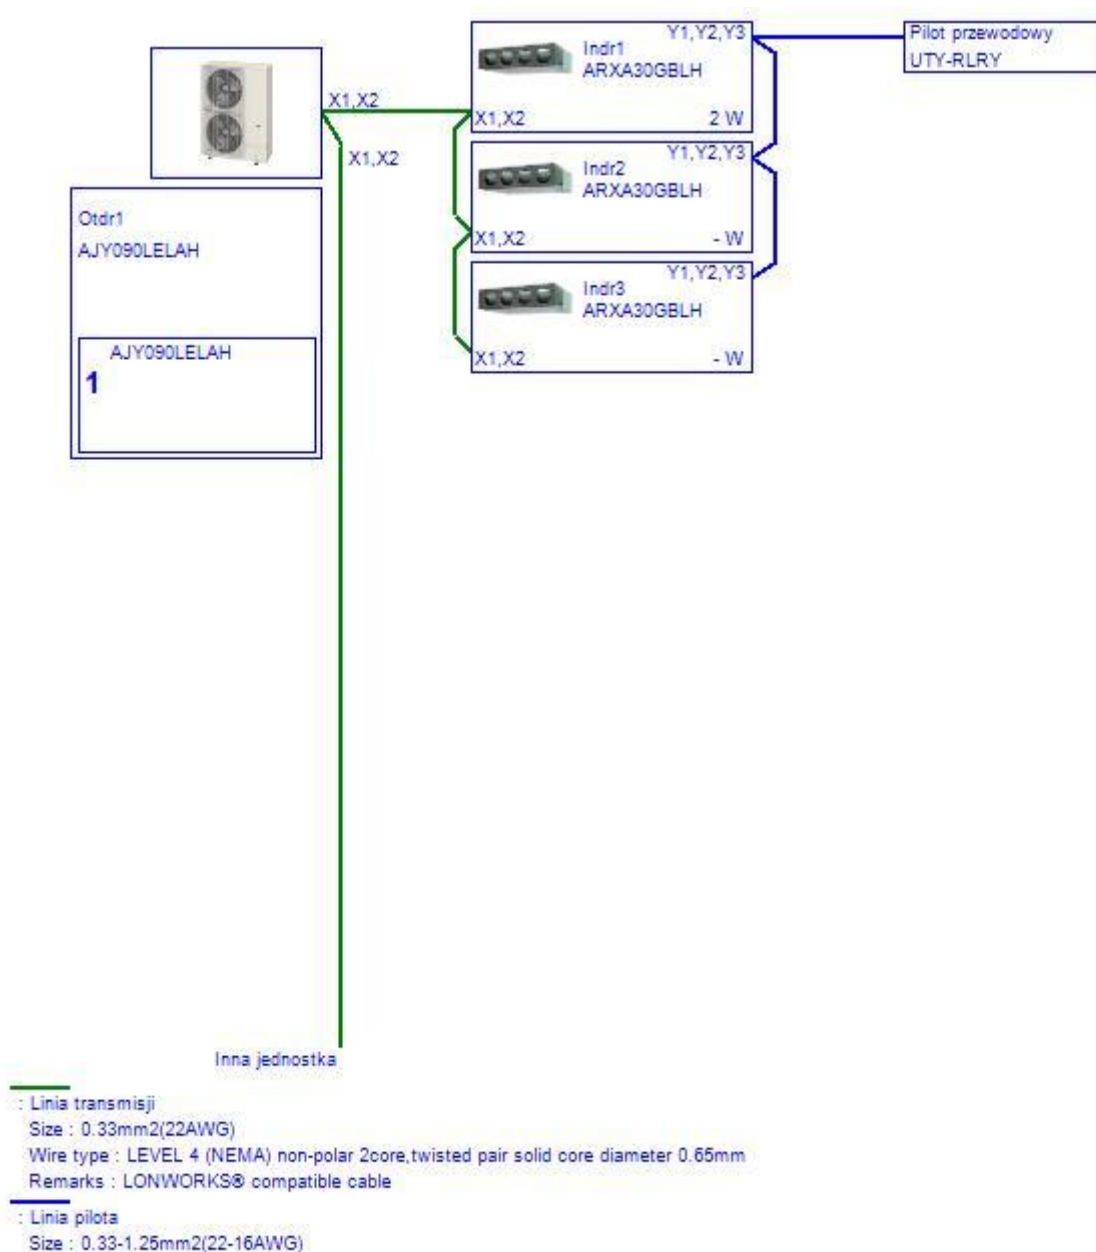 Y1,Y2,Y3
Indr1
ARXA30GBLH
X1,X2
2 W
Pilot przewodowy
UTY-RLRY
X1,X2
X1,X2
Y1,Y2,Y3
Indr2
ARXA30GBLH
X1,X2
- W
Y1,Y2,Y3
Indr3
ARXA30GBLH
X1,X2
- W
Otdr1
AJY090LELAH
AJY090LELAH
1
Inna jednostka
: Linia transmisji
Size : 0.33mm2(22AWG)
Wire type : LEVEL 4 (NEMA) non-polar 2core,twisted pair solid core diameter 0.65mm
Remarks : LONWORKS® compatible cable
: Linia pilota
Size : 0.33-1.25mm2(22-16AWG)